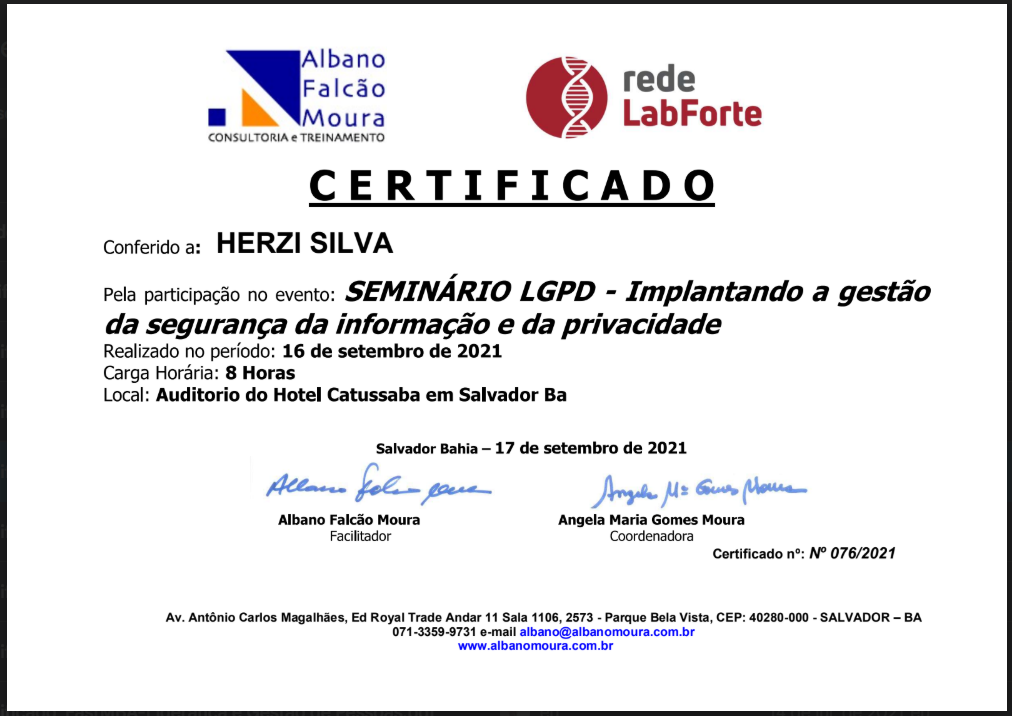 Albano
Falcão
Moura
CONSULTORIA e TREINAMENTO
rede
LabForte
CERTIFICADO
Conferido a: HERZI SILVA
Pela participação no evento: SEMINÁRIO LGPD - Implantando a gestão
da segurança da informação e da privacidade
Realizado no período: 16 de setembro de 2021
Carga Horária: 8 Horas
Local: Auditorio do Hotel Catussaba em Salvador Ba
Salvador Bahia – 17 de setembro de 2021
Albano Falcão Moura
Facilitador
Angela Mª Gomes Moura
Angela Maria Gomes Moura
Coordenadora
Certificado nº: Nº 076/2021
Av. Antônio Carlos Magalhães, Ed Royal Trade Andar 11 Sala 1106, 2573 - Parque Bela Vista, CEP: 40280-000 - SALVADOR – BA
071-3359-9731 e-mail albano@albanomoura.com.br
www.albanomoura.com.br